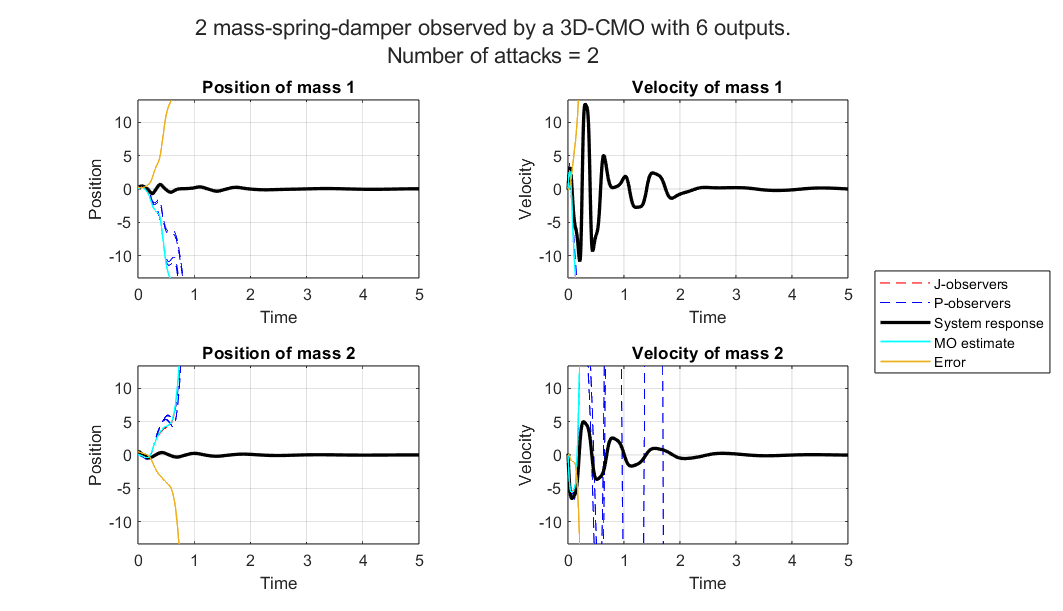 2 mass-spring-damper observed by a 3D-CMO with 6 outputs.
Number of attacks = 2
Position of mass 1
10
5
0
-5
-10
Position
0 1 2 3 4 5
Time
Velocity of mass 1
10
5
0
-5
-10
Velocity
0 1 2 3 4 5
Time
Position of mass 2
10
5
0
-5
-10
Position
0 1 2 3 4 5
Time
Velocity of mass 2
10
5
0
-5
-10
Velocity
0 1 2 3 4 5
Time
J-observers
P-observers
System response
MO estimate
Error